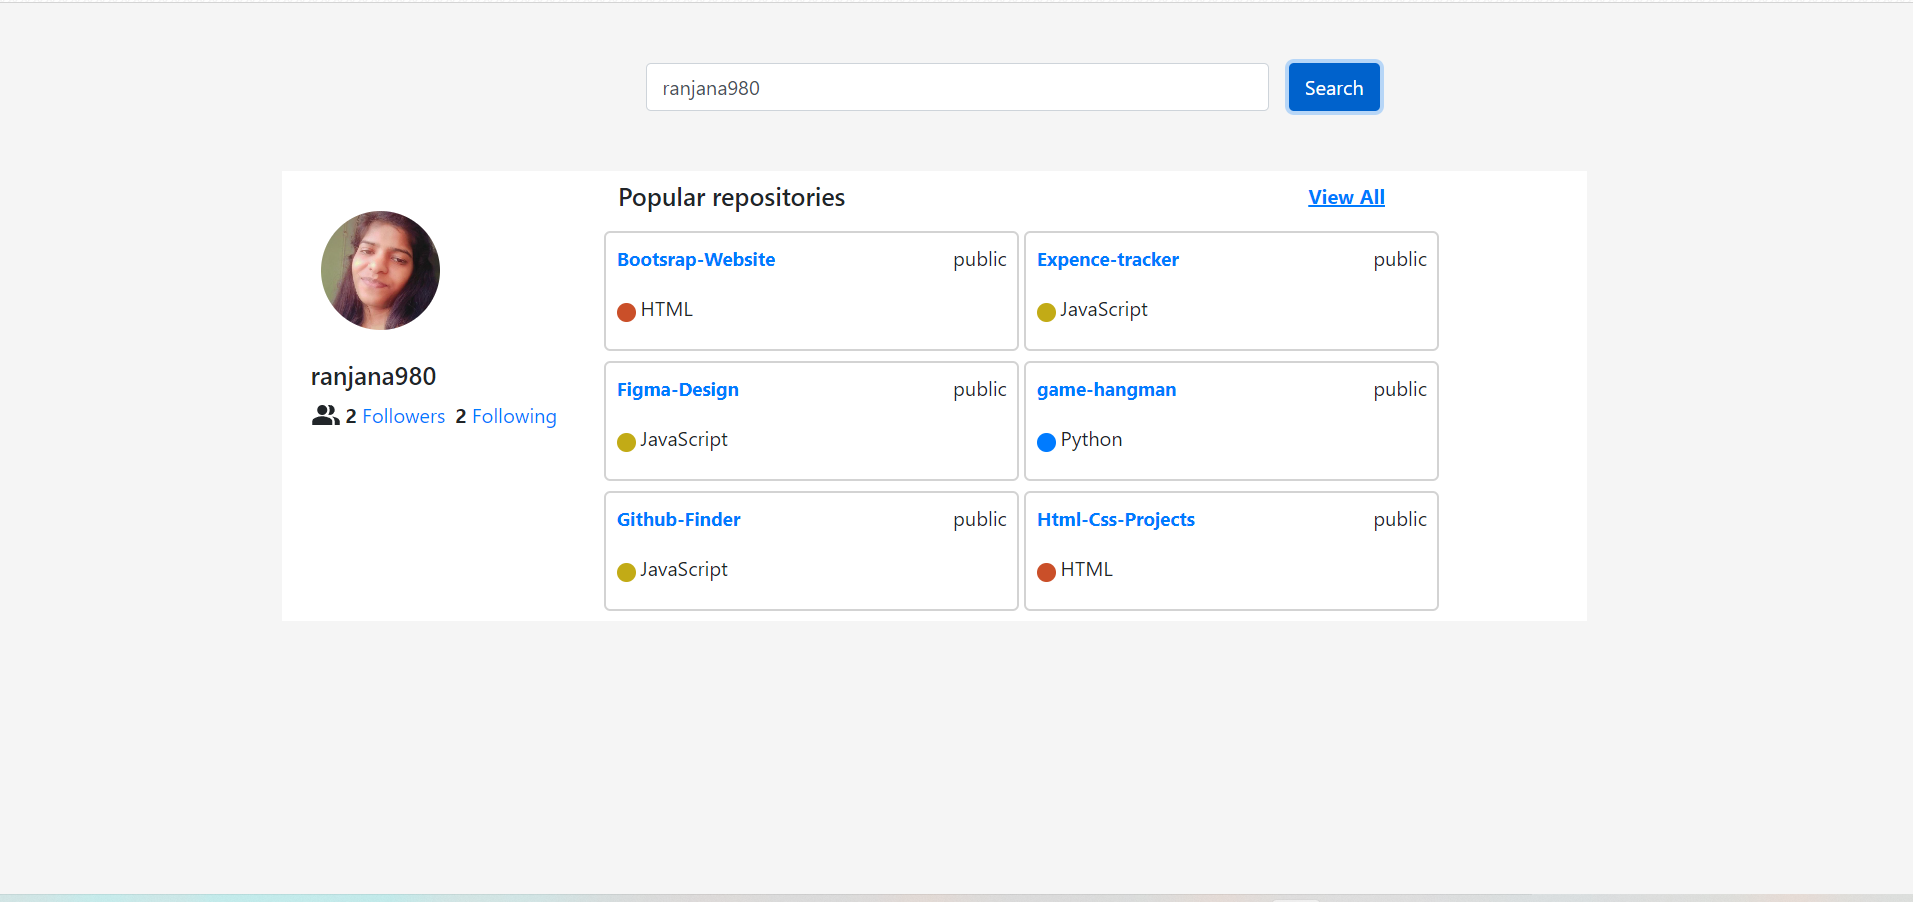 ranjana980
Search
Popular repositories
View All
Bootsrap-Website public
HTML
Expence-tracker public
JavaScript
Figma-Design public
JavaScript
game-hangman public
Python
Github-Finder public
JavaScript
Html-Css-Projects public
HTML
ranjana980
2 Followers 2 Following